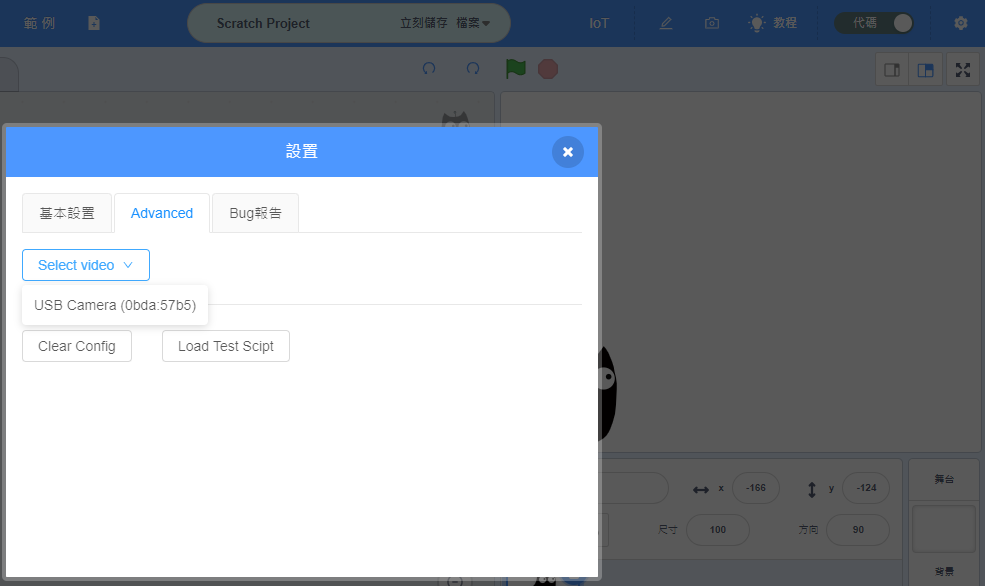 範例
Scratch Project 立刻儲存 檔案
IoT
教程
代碼
設置
基本設置 Advanced Bug報告
Select video
USB Camera (0bda:57b5)
Clear Config Load Test Scipt
x -166 y -124
尺寸 100 方向 90
舞台
背景